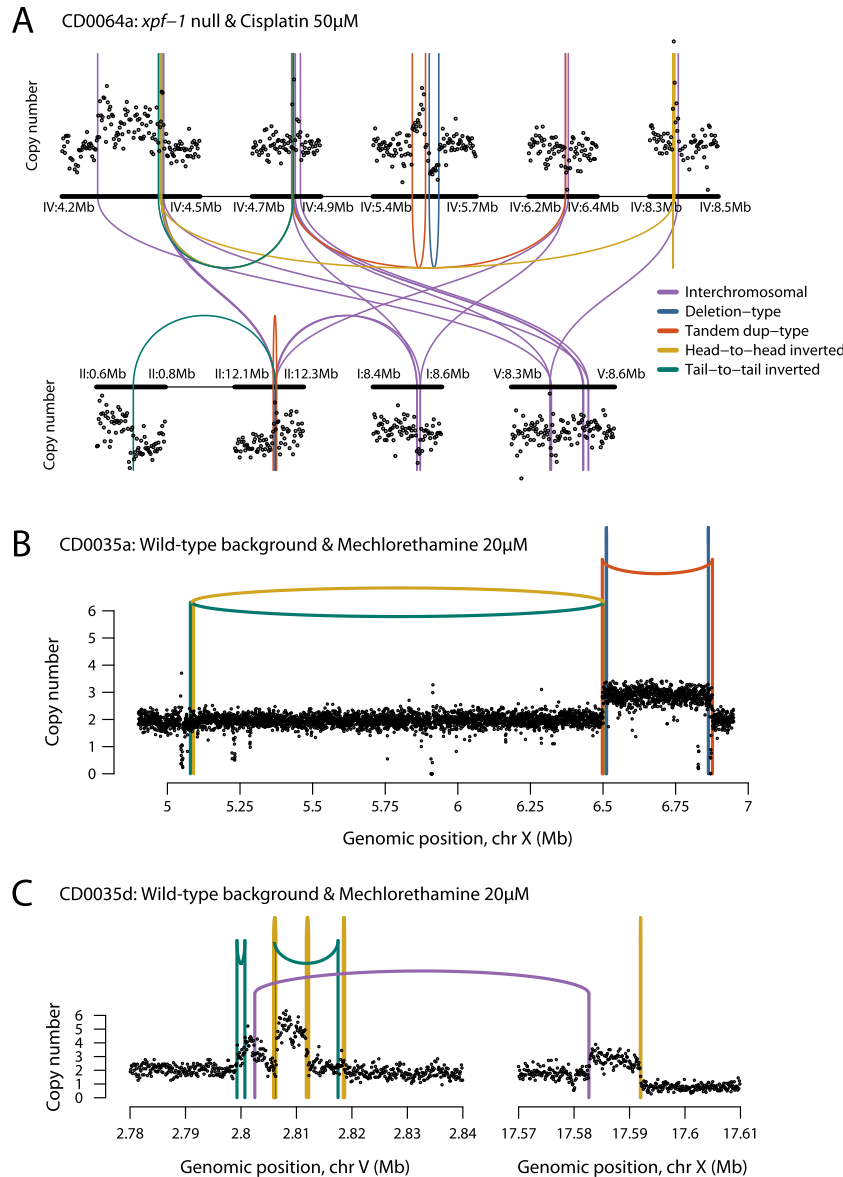 A
CD0064a: xpf−1 null & Cisplatin 50μM
Copy number
IV:4.2Mb IV:4.5Mb IV:4.7Mb IV:4.9Mb IV:5.4Mb IV:5.7Mb IV:6.2Mb IV:6.4Mb IV:8.3Mb IV:8.5Mb
Interchromosomal
Deletion−type
Tandem dup−type
Head−to−head inverted
Tail−to−tail inverted
II:0.6Mb II:0.8Mb II:12.1Mb II:12.3Mb I:8.4Mb I:8.6Mb V:8.3Mb V:8.6Mb
Copy number
B
CD0035a: Wild-type background & Mechlorethamine 20μM
Copy number
6
5
4
3
2
1
0
5 5.25 5.5 5.75 6 6.25 6.5 6.75 7
Genomic position, chr X (Mb)
C
CD0035d: Wild-type background & Mechlorethamine 20μM
Copy number
6
5
4
3
2
1
0
2.78 2.79 2.8 2.81 2.82 2.83 2.84 17.57 17.58 17.59 17.6 17.61
Genomic position, chr V (Mb) Genomic position, chr X (Mb)